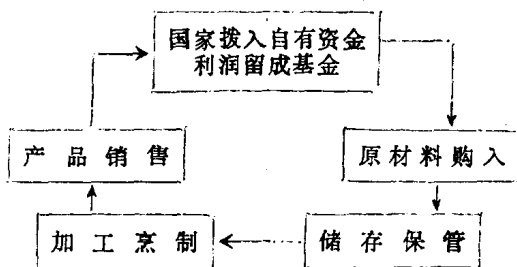 国家拨入自有资金
利润留成基金
产品销售
原材料购入
加工烹制
储存保管